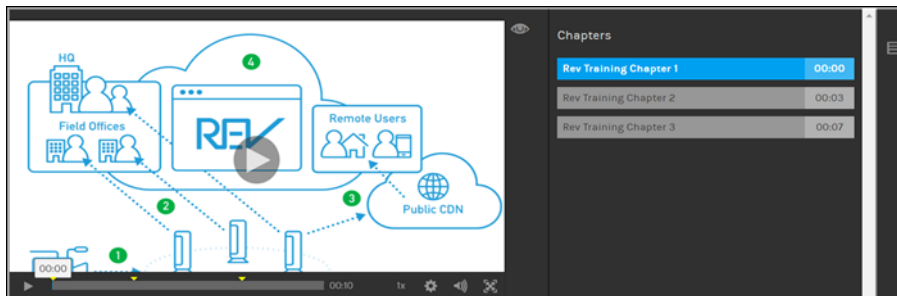 HQ
Field Offices
REV
Remote Users
Public CDN
4
2
3
1
00:00
00:10
1x
Chapters
Rev Training Chapter 1 00:00
Rev Training Chapter 2 00:03
Rev Training Chapter 3 00:07